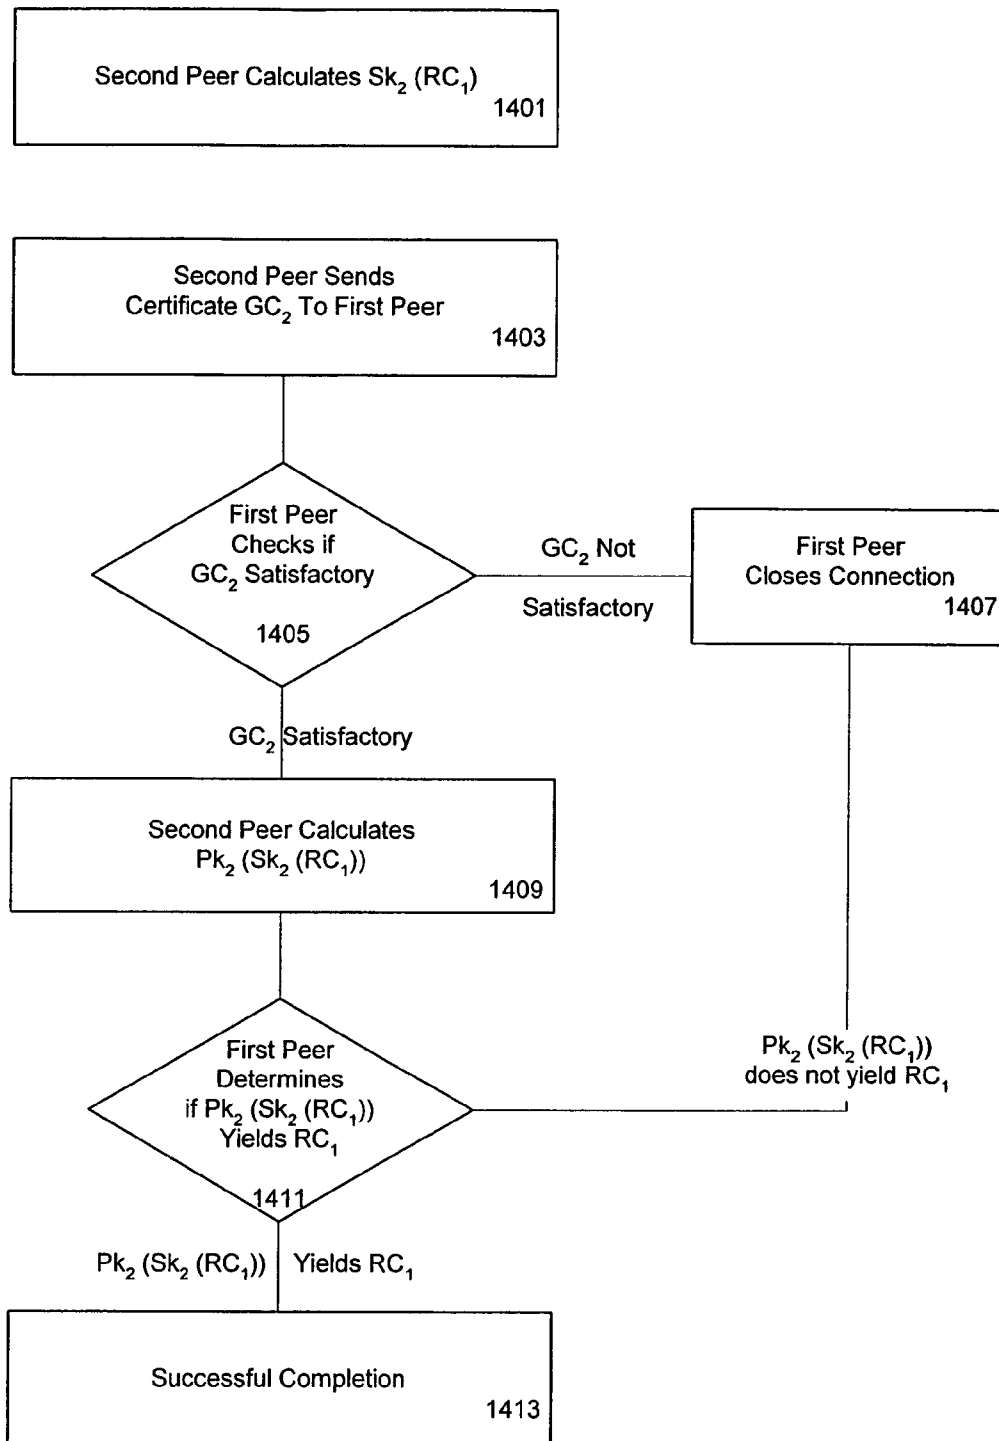 Second Peer Calculates Sk₂ (RC₁)
1401
Second Peer Sends
Certificate GC₂ To First Peer
1403
First Peer
Checks if
GC₂ Satisfactory
1405
GC₂ Not
Satisfactory
First Peer
Closes Connection
1407
GC₂ Satisfactory
Second Peer Calculates
Pk₂ (Sk₂ (RC₁))
1409
First Peer
Determines
if Pk₂ (Sk₂ (RC₁))
Yields RC₁
1411
Pk₂ (Sk₂ (RC₁))
does not yield RC₁
Pk₂ (Sk₂ (RC₁)) Yields RC₁
Successful Completion
1413